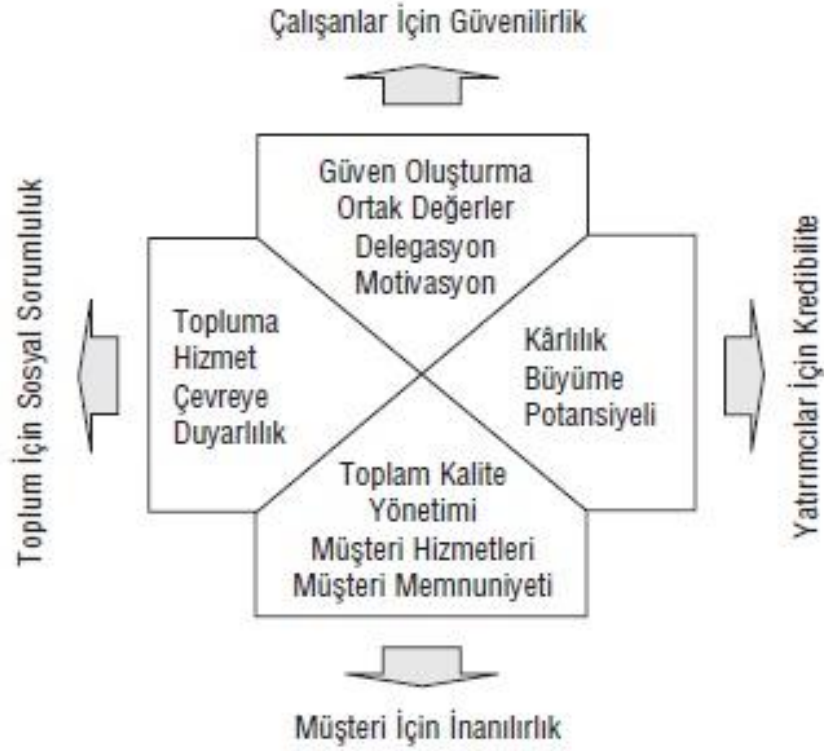 Çalışanlar İçin Güvenilirlik
Güven Oluşturma
Ortak Değerler
Delegasyon
Motivasyon
Toplum İçin Sosyal Sorumluluk
Topluma
Hizmet
Çevreye
Duyarlılık
Kârlılık
Büyüme
Potansiyeli
Yatırımcılar İçin Kredibilite
Toplam Kalite
Yönetimi
Müşteri Hizmetleri
Müşteri Memnuniyeti
Müşteri İçin İnanılırlık